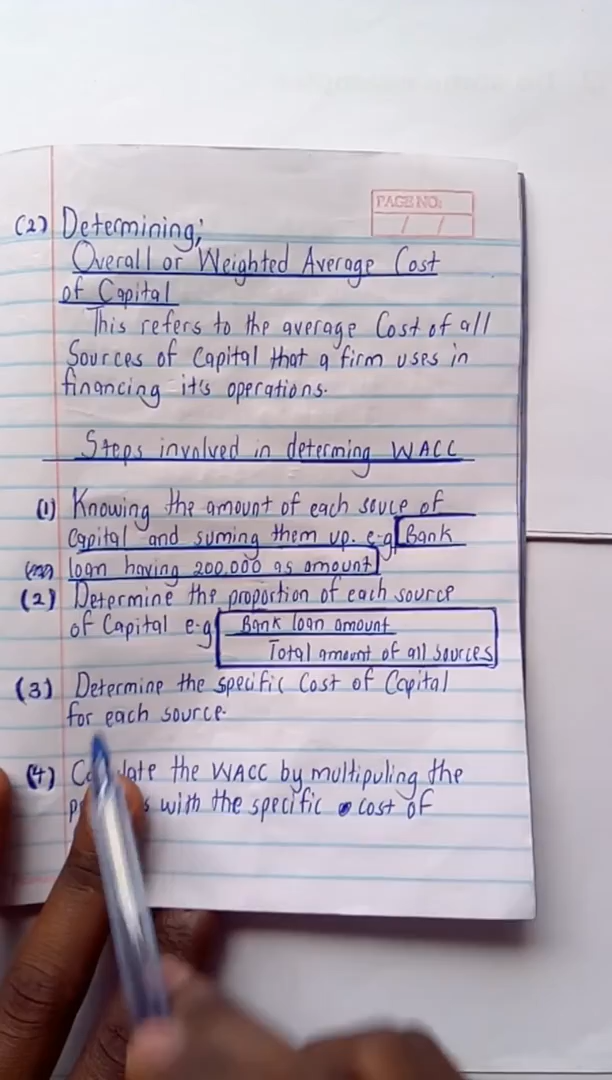 PAGE NO:
/ /
(2) Determining;
Overall or Weighted Average Cost
of Capital
This refers to the average Cost of all
Sources of Capital that a firm uses in
financing it's operations.
Steps involved in determing WACC
(1) Knowing the amount of each souce of
Capital and suming them up. e.g Bank
loan having 200,000 as amount
(2) Determine the proportion of each source
of Capital e.g Bank loan amount
Total amount of all sources
(3) Determine the specific Cost of Capital
for each source.
(4) the WACC by multipuling the
with the specific cost of